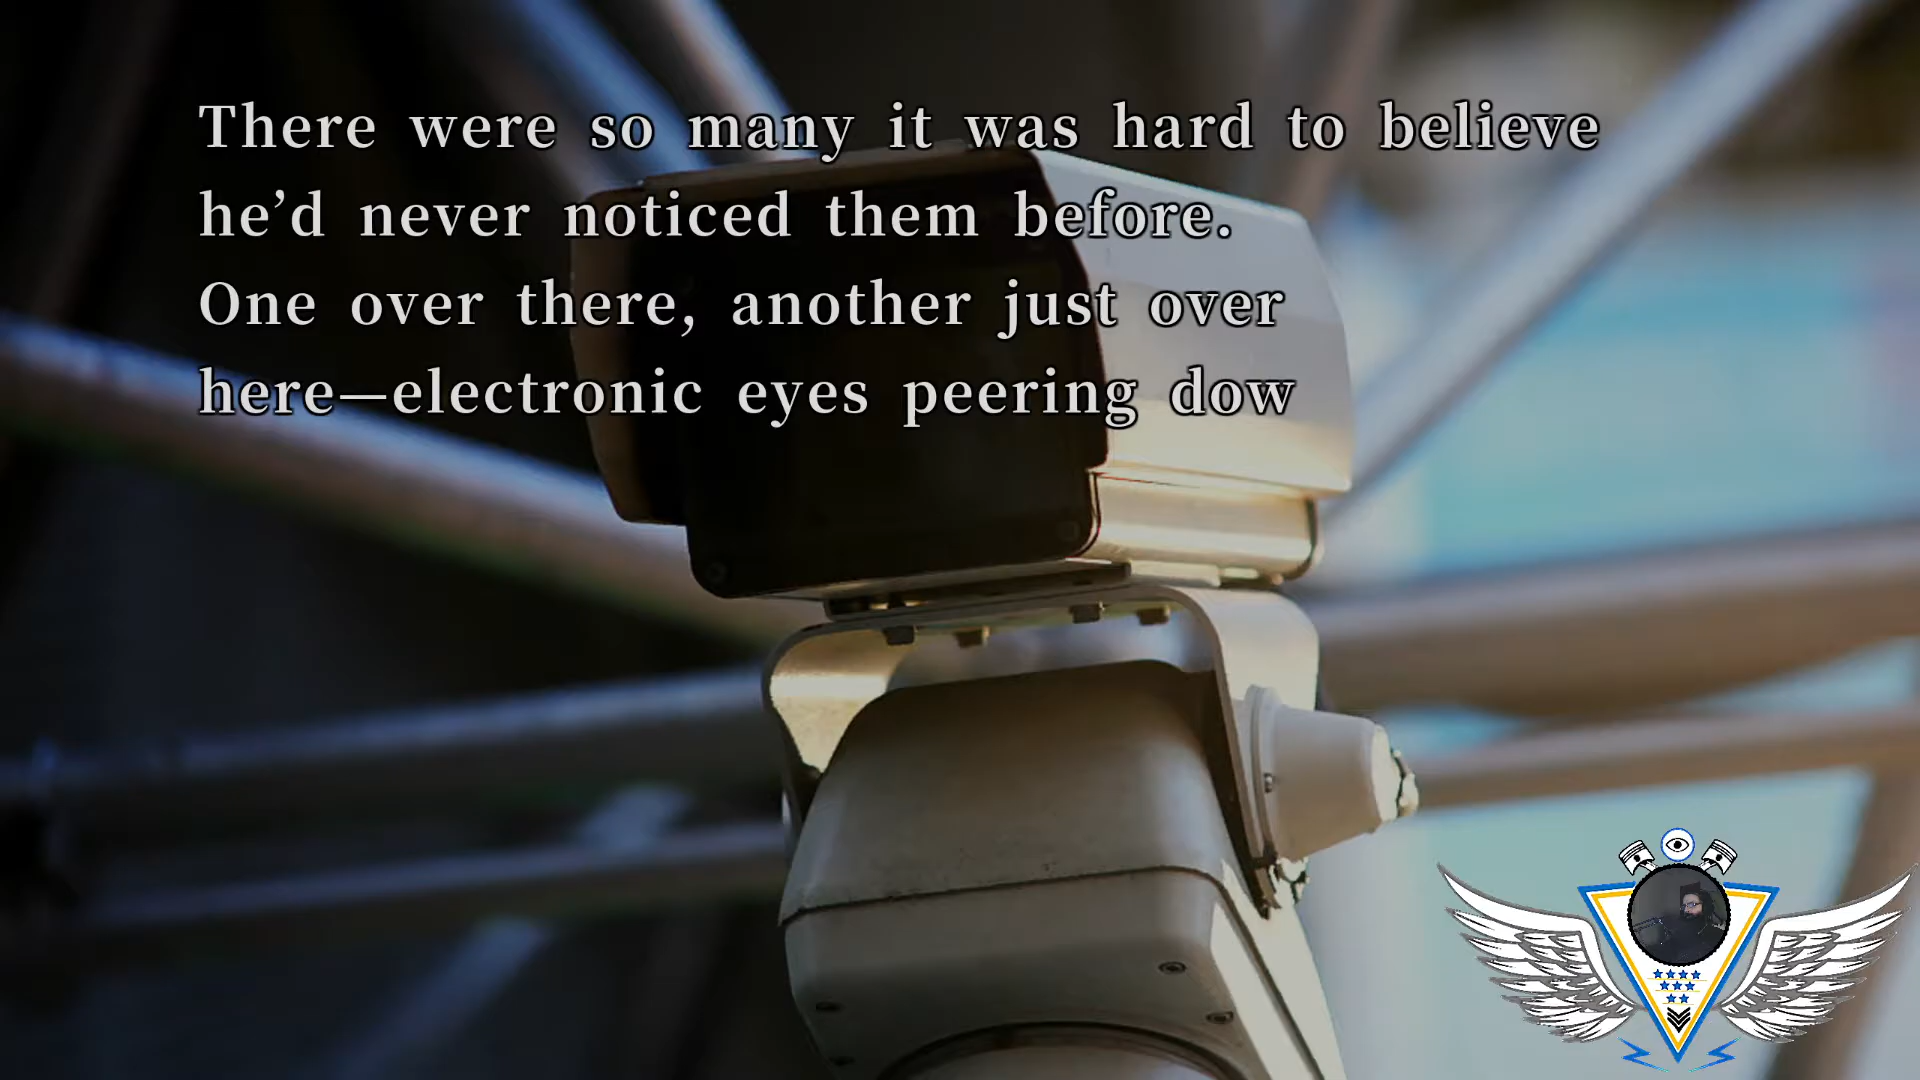 There were so many it was hard to believe
he’d never noticed them before.
One over there, another just over
here—electronic eyes peering dow